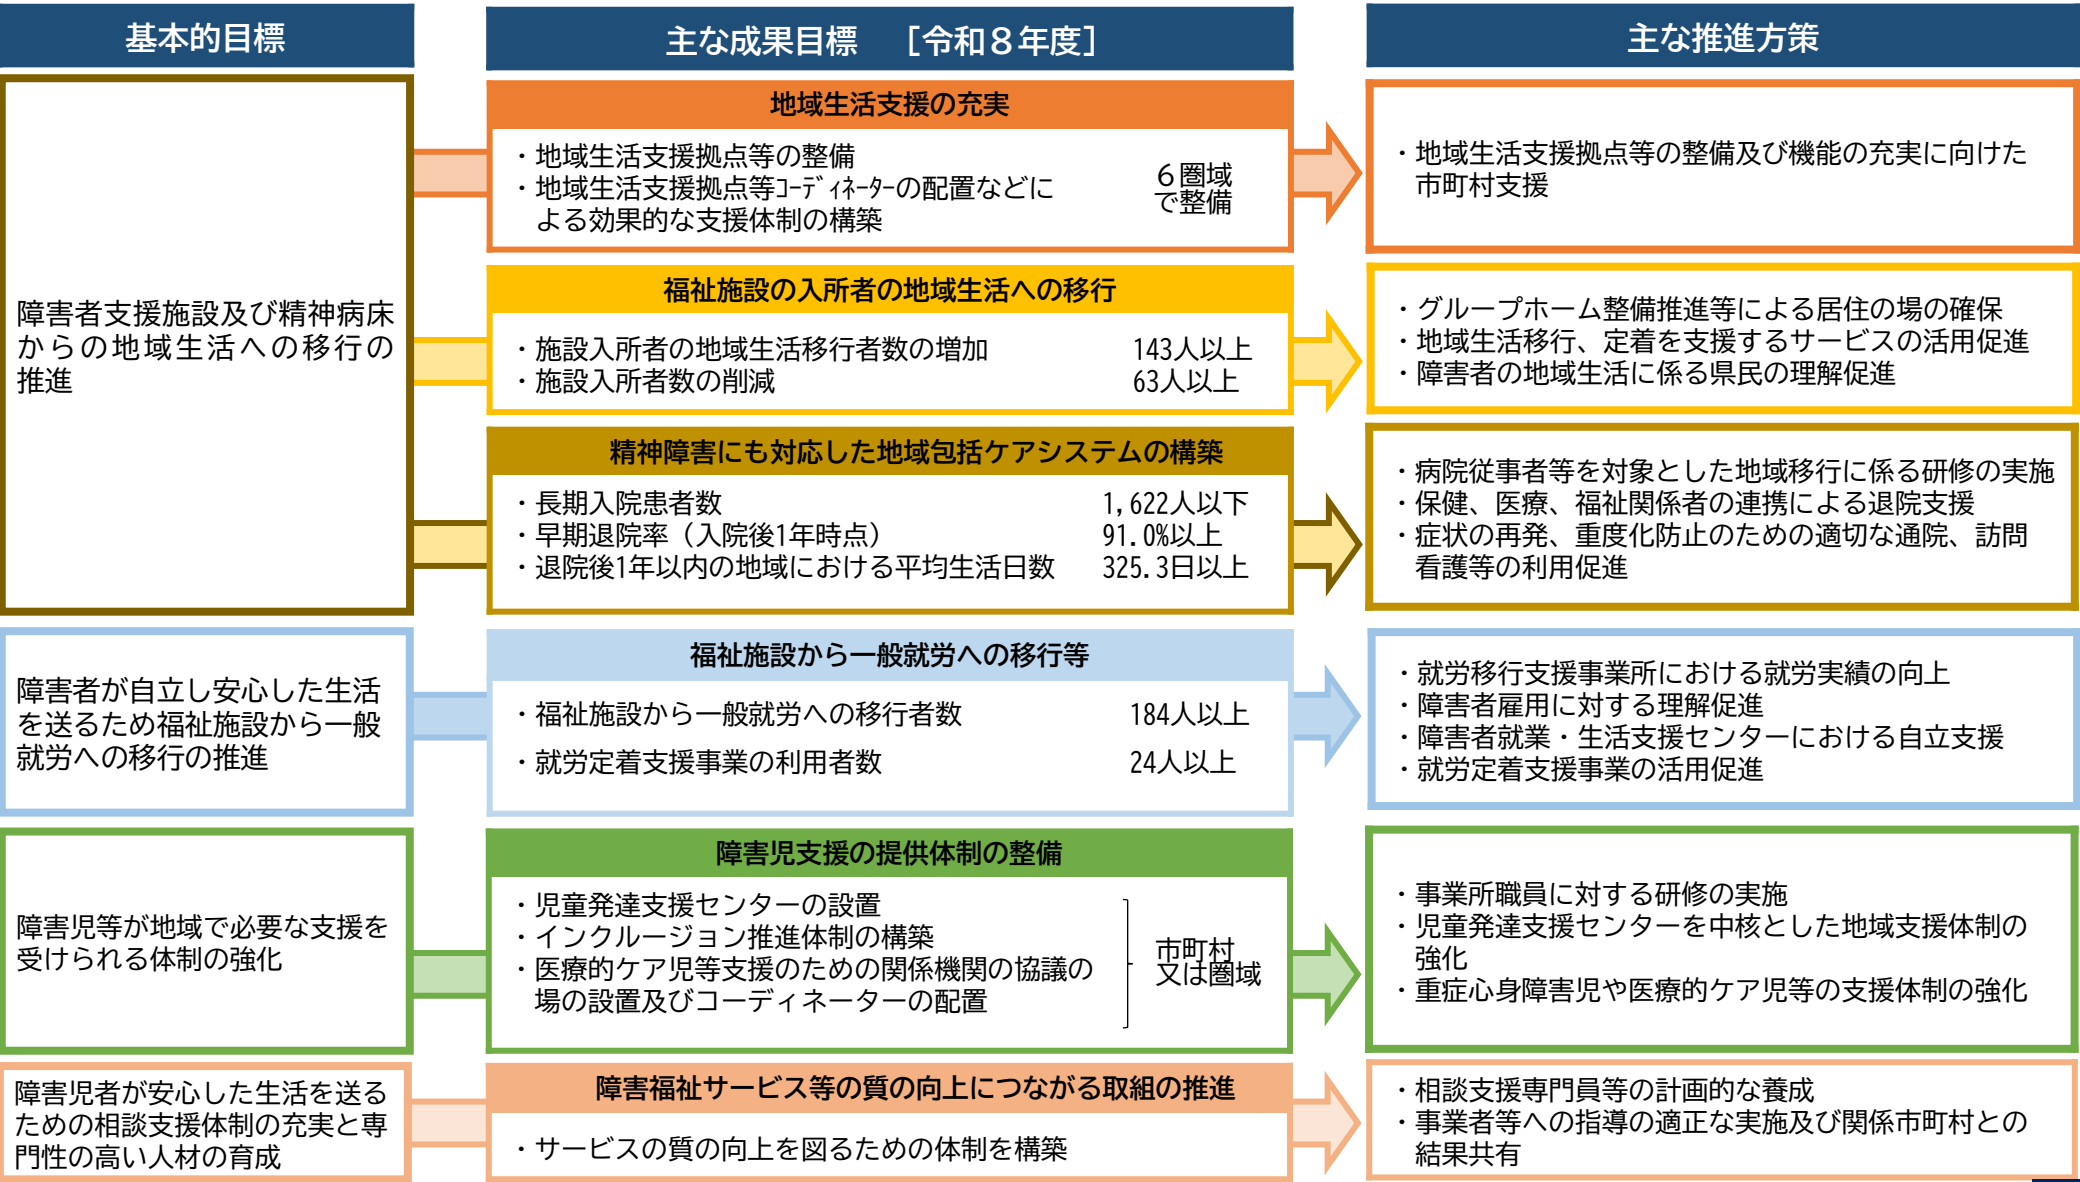 基本的目標
主な成果目標 ［令和８年度］
主な推進方策
障害者支援施設及び精神病床
からの地域生活への移行の
推進
地域生活支援の充実
・地域生活支援拠点等の整備
・地域生活支援拠点等ｺｰﾃﾞｨﾈｰﾀｰの配置などに
よる効果的な支援体制の構築
６圏域
で整備
・地域生活支援拠点等の整備及び機能の充実に向けた
市町村支援
福祉施設の入所者の地域生活への移行
・施設入所者の地域生活移行者数の増加 143人以上
・施設入所者数の削減 63人以上
・グループホーム整備推進等による居住の場の確保
・地域生活移行、定着を支援するサービスの活用促進
・障害者の地域生活に係る県民の理解促進
精神障害にも対応した地域包括ケアシステムの構築
・長期入院患者数 1,622人以下
・早期退院率（入院後1年時点） 91.0%以上
・退院後1年以内の地域における平均生活日数 325.3日以上
・病院従事者等を対象とした地域移行に係る研修の実施
・保健、医療、福祉関係者の連携による退院支援
・症状の再発、重度化防止のための適切な通院、訪問
看護等の利用促進
障害者が自立し安心した生活
を送るため福祉施設から一般
就労への移行の推進
福祉施設から一般就労への移行等
・福祉施設から一般就労への移行者数 184人以上
・就労定着支援事業の利用者数 24人以上
・就労移行支援事業所における就労実績の向上
・障害者雇用に対する理解促進
・障害者就業・生活支援センターにおける自立支援
・就労定着支援事業の活用促進
障害児等が地域で必要な支援を
受けられる体制の強化
障害児支援の提供体制の整備
・児童発達支援センターの設置
・インクルージョン推進体制の構築
・医療的ケア児等支援のための関係機関の協議の
場の設置及びコーディネーターの配置
市町村
又は圏域
・事業所職員に対する研修の実施
・児童発達支援センターを中核とした地域支援体制の
強化
・重症心身障害児や医療的ケア児等の支援体制の強化
障害児者が安心した生活を送る
ための相談支援体制の充実と専
門性の高い人材の育成
障害福祉サービス等の質の向上につながる取組の推進
・サービスの質の向上を図るための体制を構築
・相談支援専門員等の計画的な養成
・事業者等への指導の適正な実施及び関係市町村との
結果共有